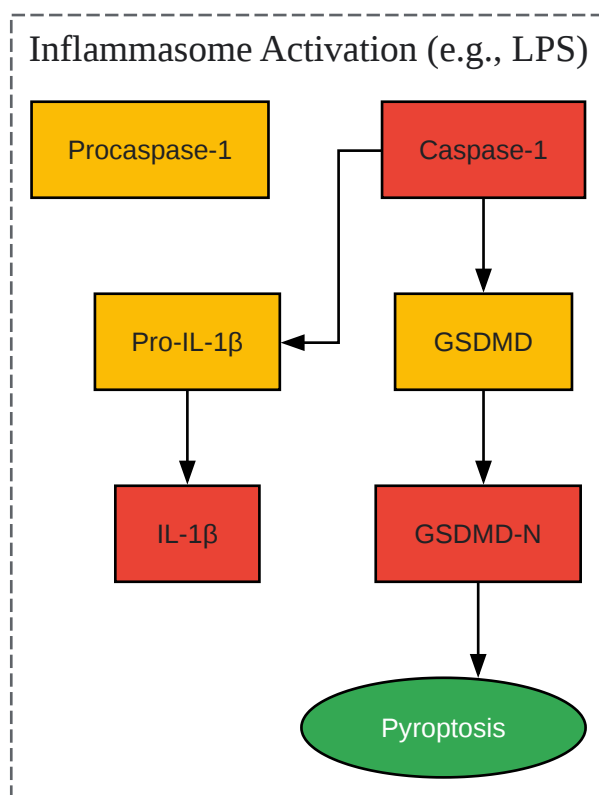 Inflammasome Activation (e.g., LPS)
Procaspase-1
Caspase-1
Pro-IL-1β
GSDMD
IL-1β
GSDMD-N
Pyroptosis